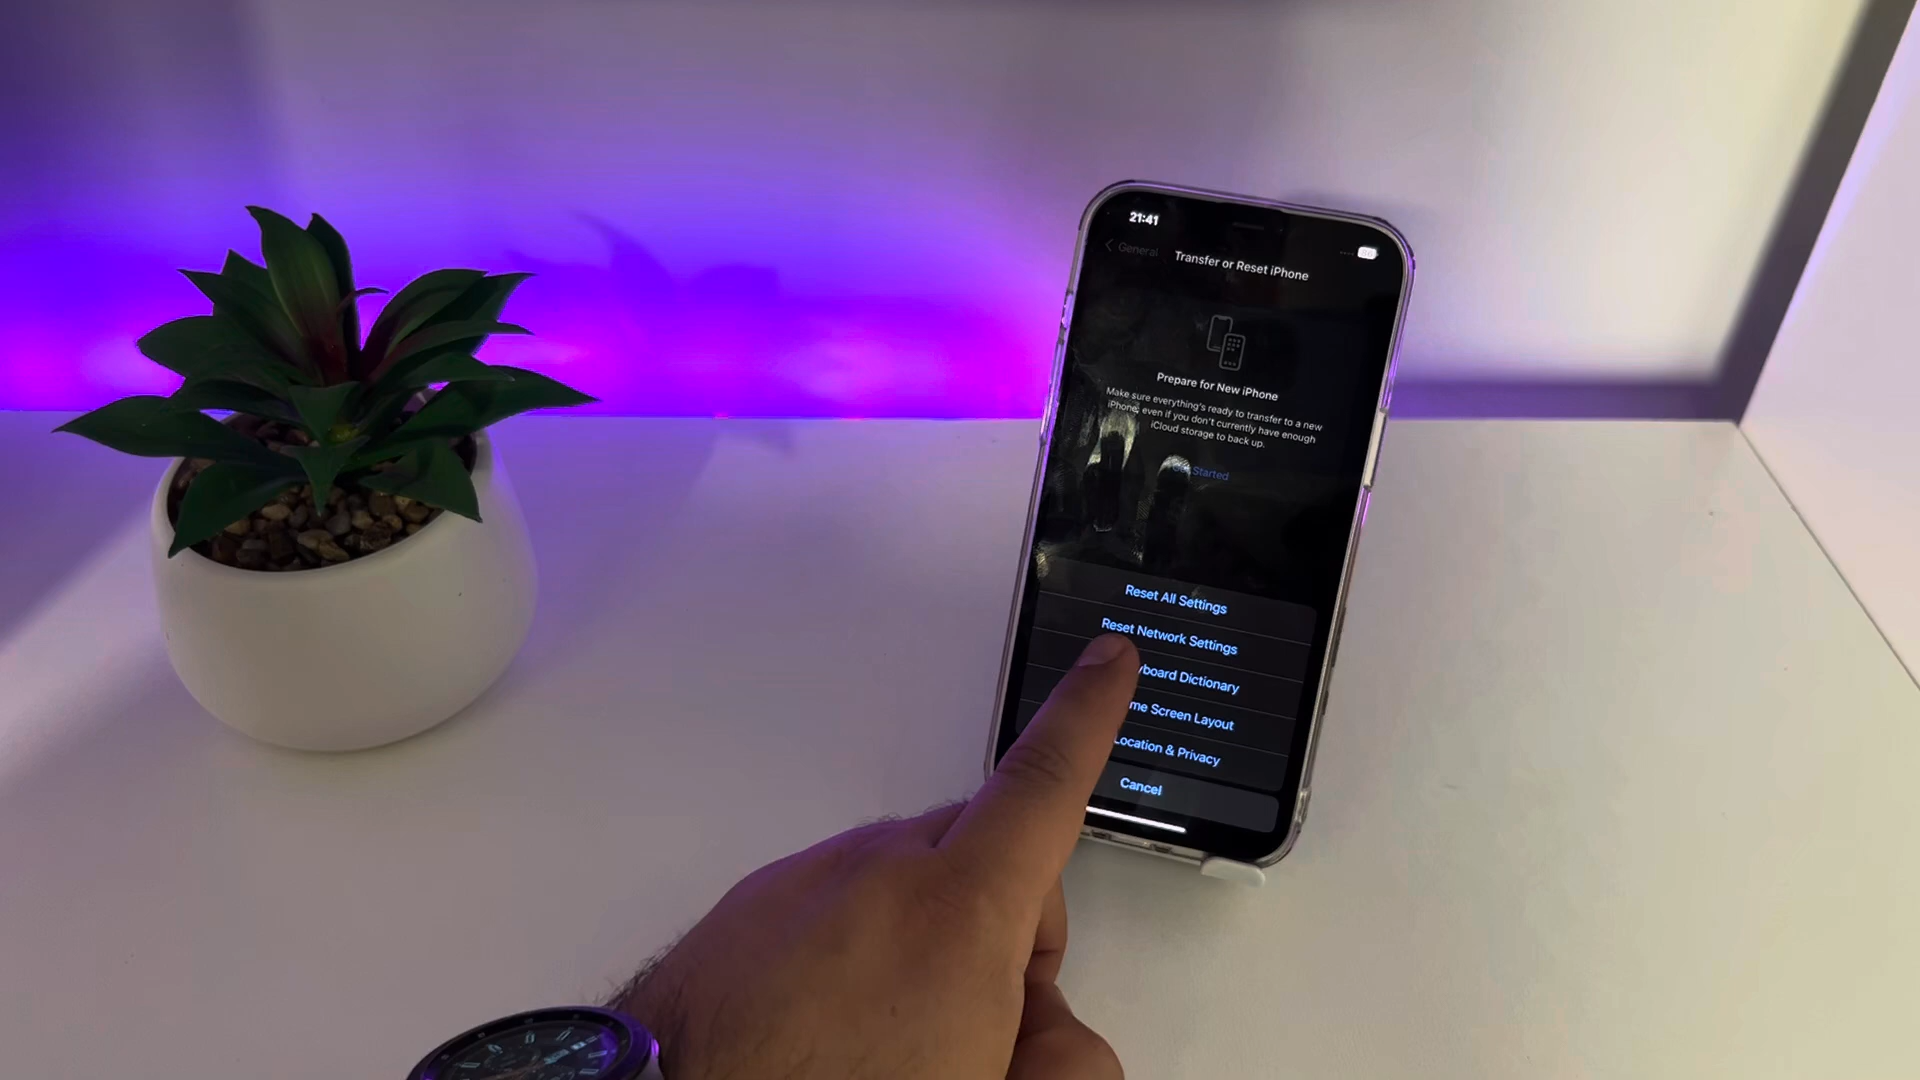 21:41
General
Transfer or Reset iPhone
Prepare for New iPhone
Make sure everything's ready to transfer to a new
iPhone, even if you don't currently have enough
iCloud storage to back up.
Started
Reset All Settings
Reset Network Settings
Dictionary
Screen Layout
Location & Privacy
Cancel